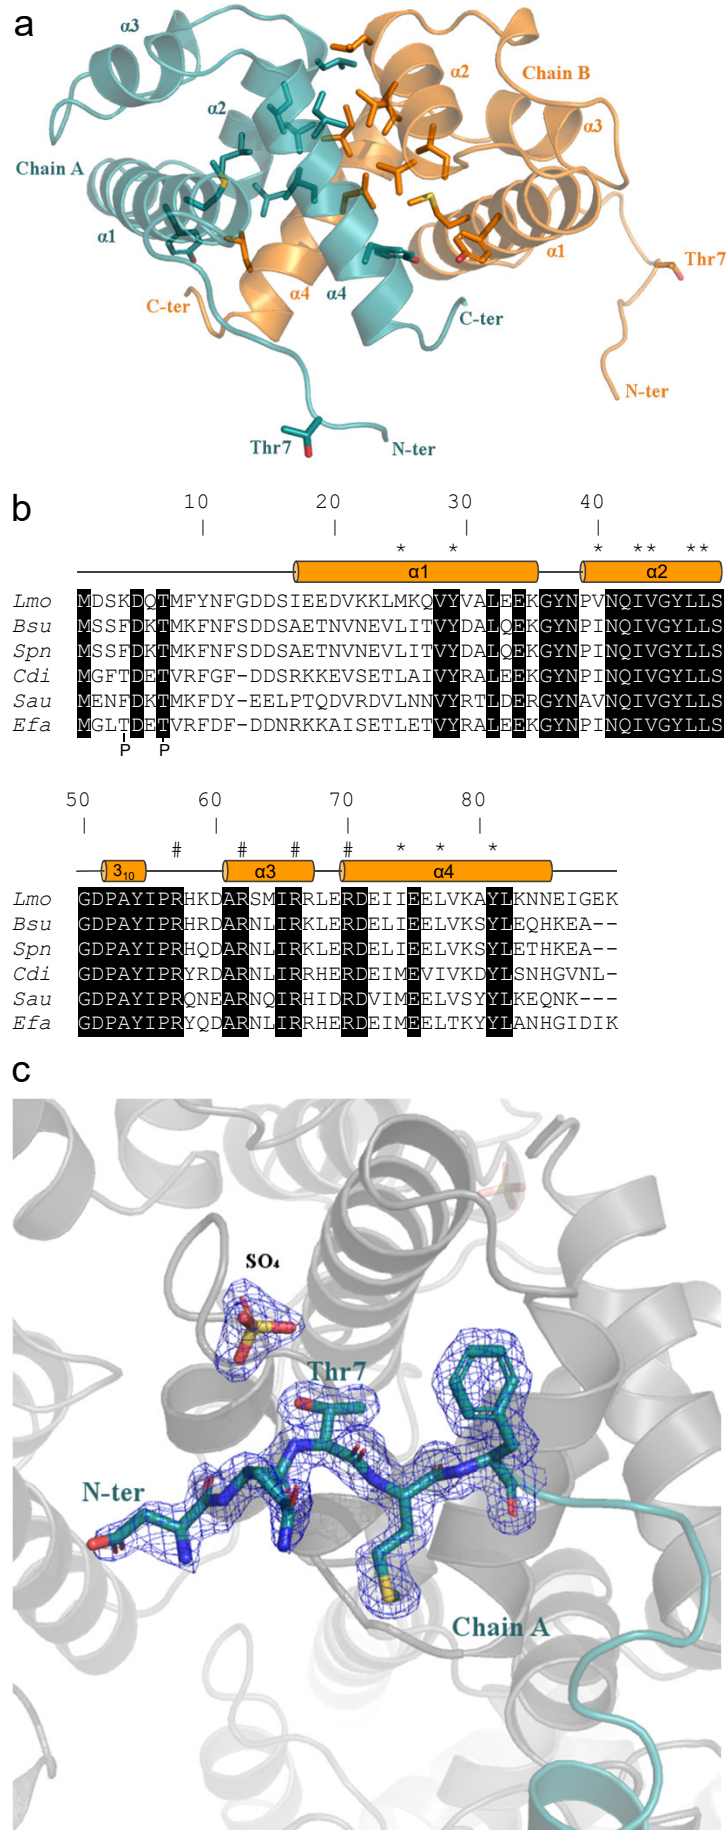 a
α3
α2
Chain B
α2
α3
Chain A
α1
α1
Thr7
C-ter
α4
α4
C-ter
N-ter
Thr7
N-ter
b
10 20 30 40
* * * * * * *
α1 α2
Lmo MDSKDQTMFYNFGDDSIEEDVKKLMKQVYVALEEKGYNPVNQIVGYLLS
Bsu MSSFDKTMKFNFSDDSAETNVNEVLITVYDALQEKGYNPINQIVGYLLS
Spn MSSFDKTMKFNFSDDSAETNVNEVLITVYDALQEKGYNPINQIVGYLLS
Cdi MGFTDETVRFGF-DDSRKKEVSETLAIVYRALEEKGYNPINQIVGYLLS
Sau MENFDKTMKFDY-EELPTQDVRDVLNNVYRTLDERGYNAVNQIVGYLLS
Efa MGLTDETVRFDF-DDNRKKAISETLETVYRALEEKGYNPINQIVGYLLS
P P
50 60 70 80
# # # # * * *
3₁₀ α3 α4
Lmo GDPAYIPRHKDARSMIRRLERDEIIEELVKAYLKNNEIGEK
Bsu GDPAYIPRHRDARNLIRKLERDELIEELVKSYLEQHKEA--
Spn GDPAYIPRHQDARNLIRKLERDELIEELVKSYLETHKEA--
Cdi GDPAYIPRYRDARNLIRRHERDEIMEVIVKDYLSNHGVNL-
Sau GDPAYIPRQNEARNQIRHIDRDVIMEELVSYYLKEQNK---
Efa GDPAYIPRYQDARNLIRRHERDEIMEELTKYYLANHGIDIK
c
SO₄
Thr7
N-ter
Chain A